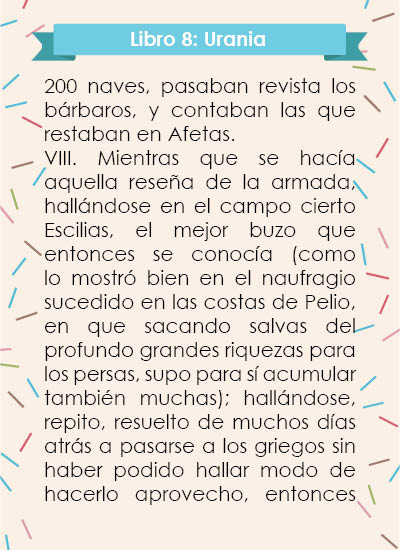 Libro 8: Urania
200 naves, pasaban revista los
bárbaros, y contaban las que
restaban en Afetas.
VIII. Mientras que se hacía
aquella reseña de la armada,
hallándose en el campo cierto
Escilias, el mejor buzo que
entonces se conocía (como
lo mostró bien en el naufragio
sucedido en las costas de Pelio,
en que sacando salvas del
profundo grandes riquezas para
los persas, supo para sí acumular
también muchas); hallándose,
repito, resuelto de muchos días
atrás a pasarse a los griegos sin
haber podido hallar modo de
hacerlo aprovecho, entonces